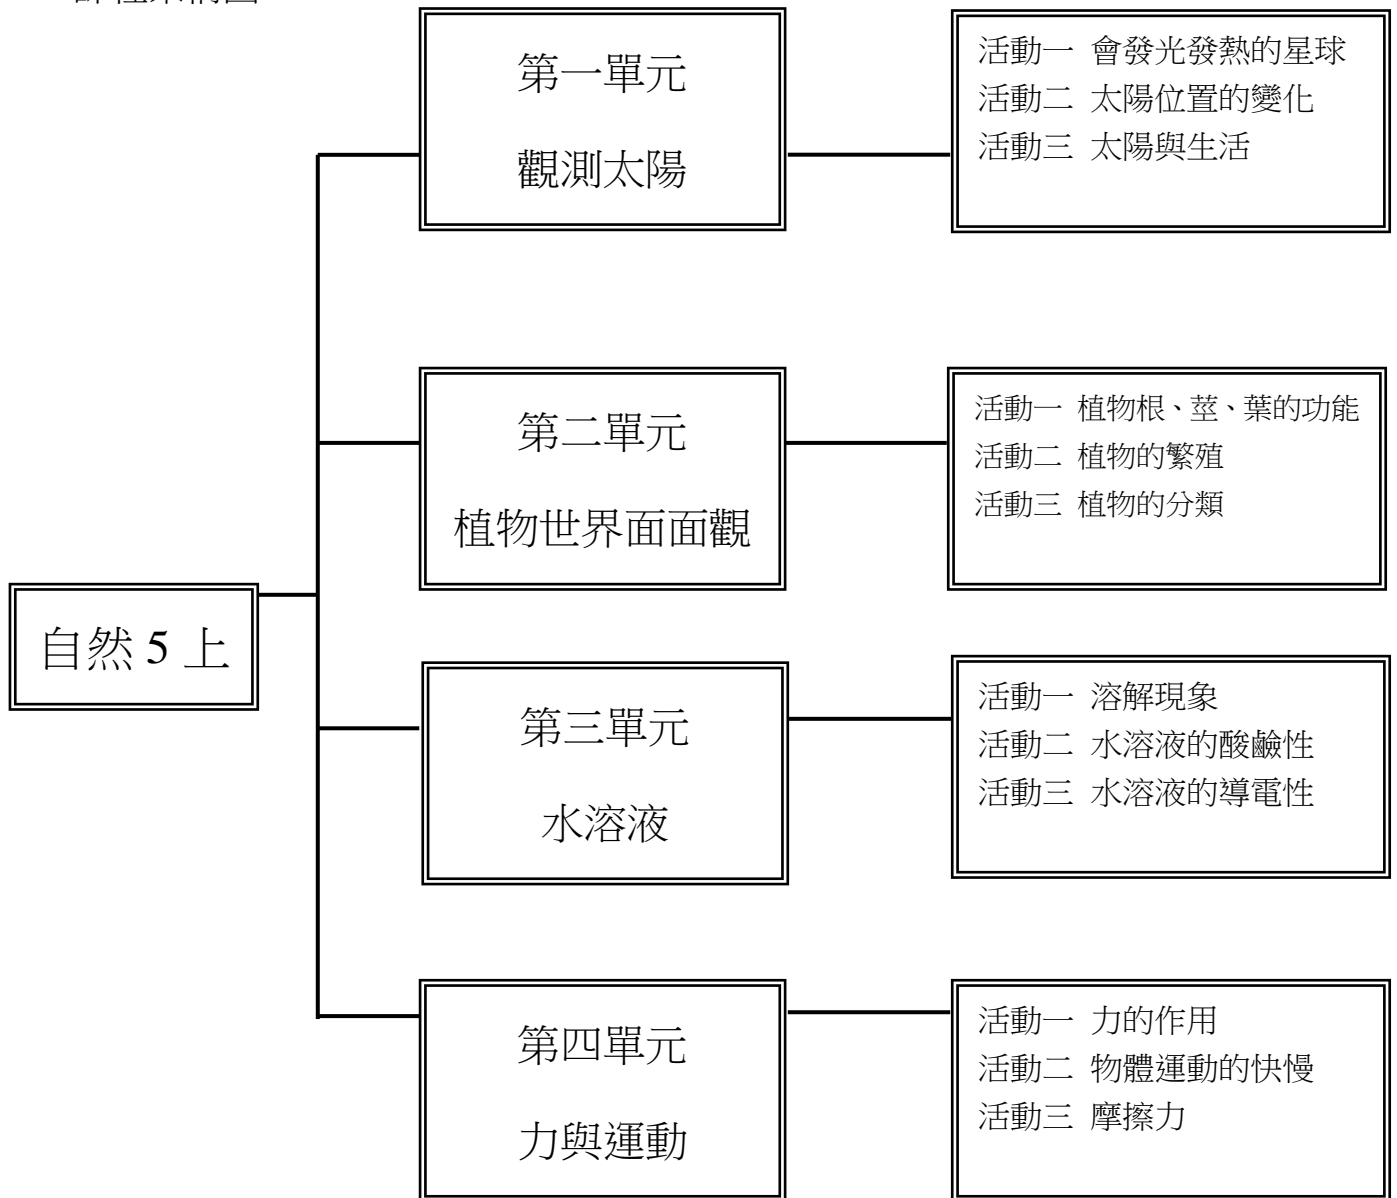 自然 5 上
第一單元
觀測太陽
活動一 會發光發熱的星球
活動二 太陽位置的變化
活動三 太陽與生活
第二單元
植物世界面面觀
活動一 植物根、莖、葉的功能
活動二 植物的繁殖
活動三 植物的分類
第三單元
水溶液
活動一 溶解現象
活動二 水溶液的酸鹼性
活動三 水溶液的導電性
第四單元
力與運動
活動一 力的作用
活動二 物體運動的快慢
活動三 摩擦力